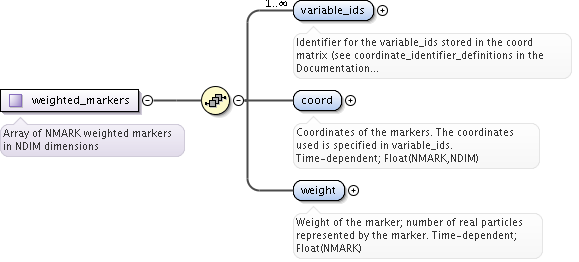 1..∞
variable_ids
Identifier for the variable_ids stored in the coord
matrix (see coordinate_identifier_definitions in the
Documentation...
weighted_markers
Array of NMARK weighted markers
in NDIM dimensions
coord
Coordinates of the markers. The coordinates
used is specified in variable_ids.
Time-dependent; Float(NMARK,NDIM)
weight
Weight of the marker; number of real particles
represented by the marker. Time-dependent;
Float(NMARK)